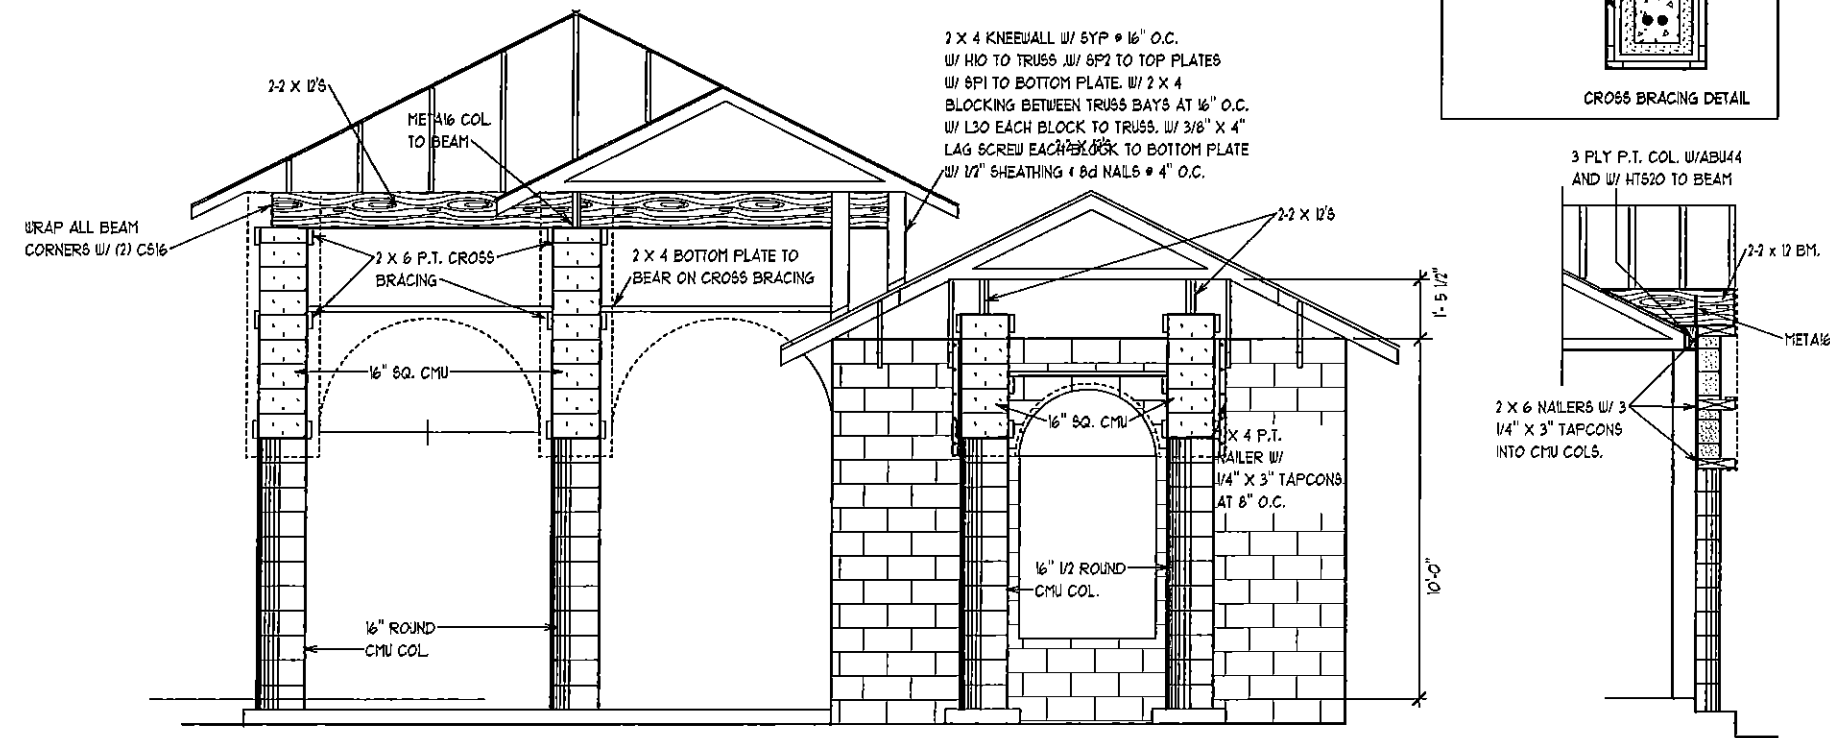 2 X 4 KNEEWALL W/ SYP @ 16" O.C.
W/ H10 TO TRUSS ,W/ SP2 TO TOP PLATES
W/ SP1 TO BOTTOM PLATE. W/ 2 X 4
BLOCKING BETWEEN TRUSS BAYS AT 16" O.C.
W/ L30 EACH BLOCK TO TRUSS. W/ 3/8" X 4"
LAG SCREW EACH BLOCK TO BOTTOM PLATE
W/ 1/2" SHEATHING & 8d NAILS @ 4" O.C.
2-2 X 12'S
CROSS BRACING DETAIL
2-2 X 12'S
META16 COL.
TO BEAM
3 PLY P.T. COL. W/ABU44
AND W/ HTS20 TO BEAM
WRAP ALL BEAM
CORNERS W/ (2) CS16
2 X 6 P.T. CROSS
BRACING
2 X 4 BOTTOM PLATE TO
BEAR ON CROSS BRACING
2-2 X 12'S
2-2 x 12 BM.
1'- 5 1/2"
META16
16" SQ. CMU
16" SQ. CMU
2 X 6 NAILERS W/ 3
1/4" X 3" TAPCONS
INTO CMU COLS.
X 4 P.T.
NAILER W/
1/4" X 3" TAPCONS
AT 8" O.C.
16" 1/2 ROUND
CMU COL.
10'-0"
16" ROUND
CMU COL.